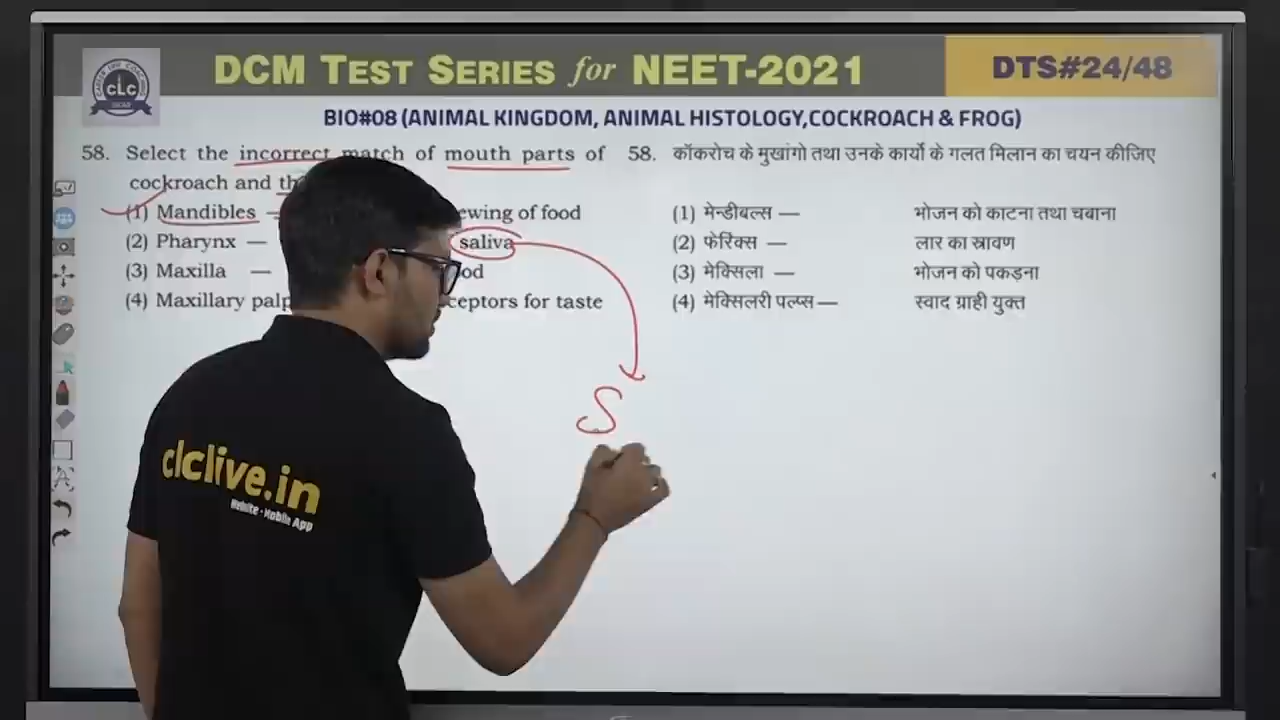 DCM TEST SERIES for NEET-2021
DTS#24/48
CLC
BIO#08 (ANIMAL KINGDOM, ANIMAL HISTOLOGY,COCKROACH & FROG)
58. Select the incorrect match of mouth parts of
cockroach and th
(1) Mandibles — ewing of food
(2) Pharynx — saliva
(3) Maxilla — od
(4) Maxillary palp ceptors for taste
58. कॉकरोच के मुखांगो तथा उनके कार्यो के गलत मिलान का चयन कीजिए
(1) मेन्डीबल्स — भोजन को काटना तथा चबाना
(2) फेरिंक्स — लार का स्रावण
(3) मेक्सिला — भोजन को पकड़ना
(4) मेक्सिलरी पल्प्स— स्वाद ग्राही युक्त
S
clclive.in
Website · Mobile App